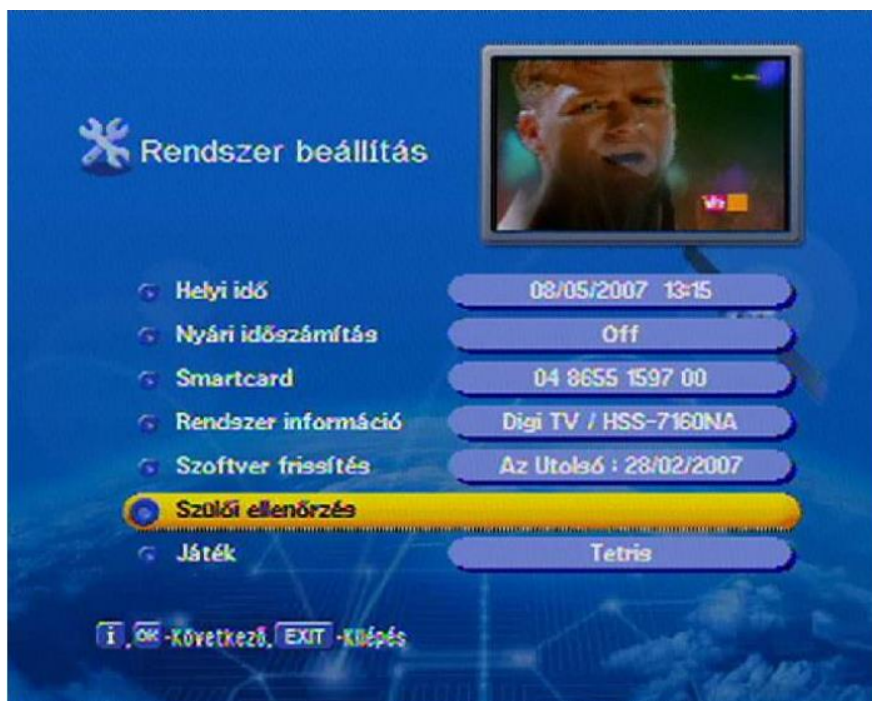 Rendszer beállítás
Helyi idő 08/05/2007 13:15
Nyári időszámítás Off
Smartcard 04 8655 1597 00
Rendszer információ Digi TV / HSS-7160NA
Szoftver frissítés Az Utolsó : 28/02/2007
Szülői ellenőrzés
Játék Tetris
i , OK -Következő, EXIT -Kilépés